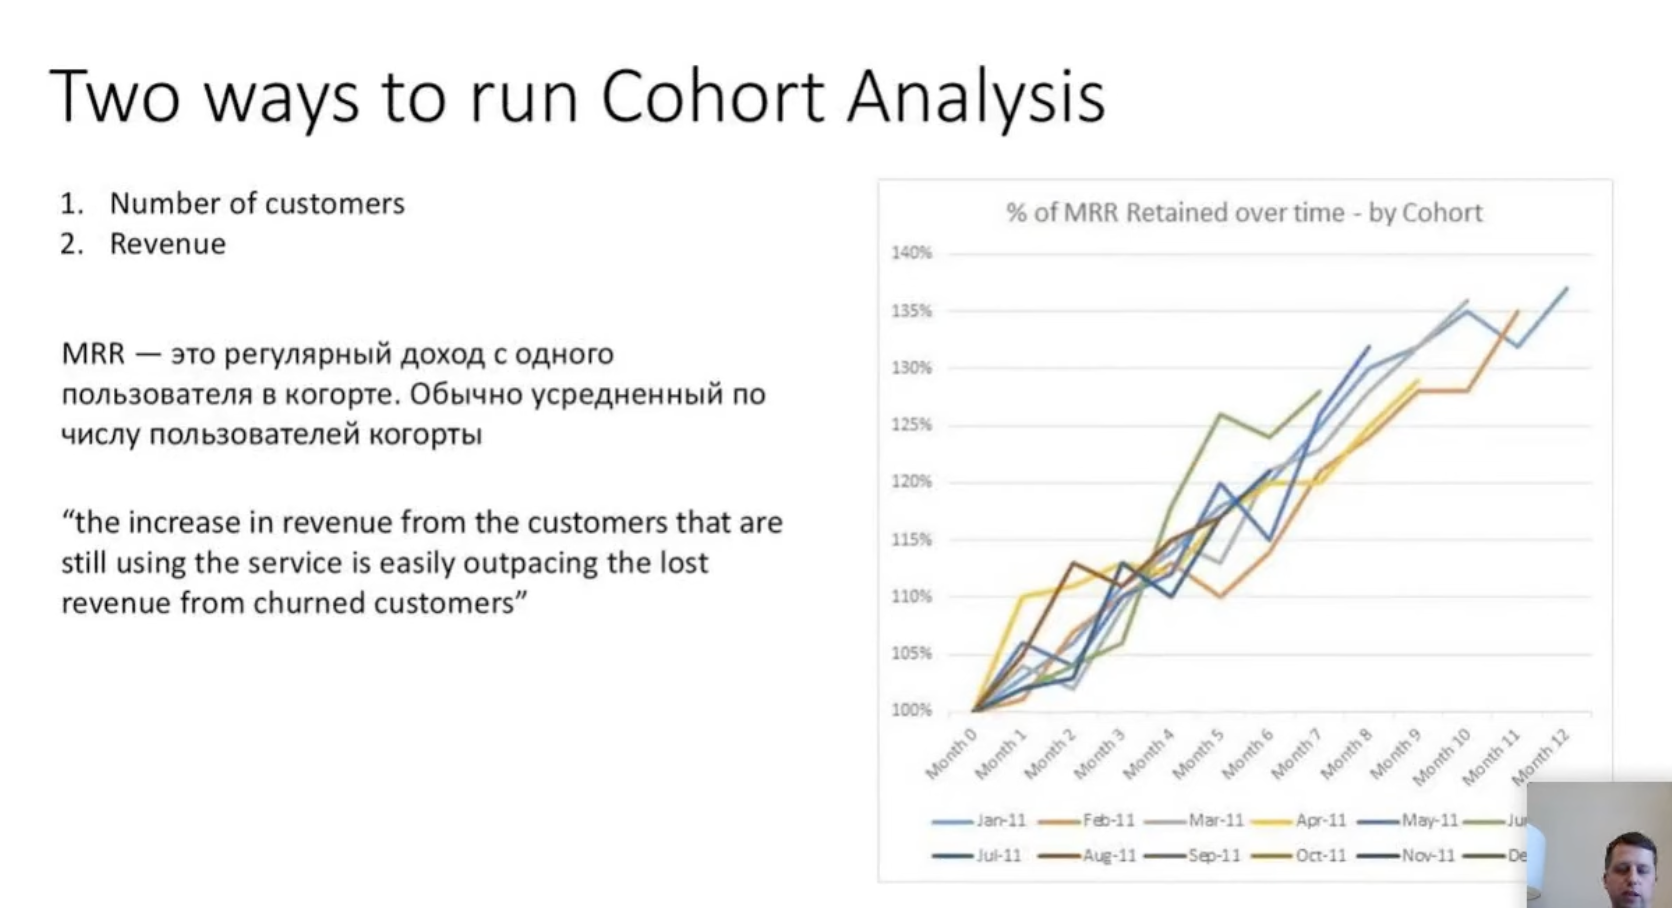 Two ways to run Cohort Analysis
1. Number of customers
2. Revenue
MRR — это регулярный доход с одного
пользователя в когорте. Обычно усредненный по
числу пользователей когорты
“the increase in revenue from the customers that are
still using the service is easily outpacing the lost
revenue from churned customers”
% of MRR Retained over time - by Cohort
140%
135%
130%
125%
120%
115%
110%
105%
100%
Month 0 Month 1 Month 2 Month 3 Month 4 Month 5 Month 6 Month 7 Month 8 Month 9 Month 10 Month 11 Month 12
Jan-11 Feb-11 Mar-11 Apr-11 May-11
Jul-11 Aug-11 Sep-11 Oct-11 Nov-11